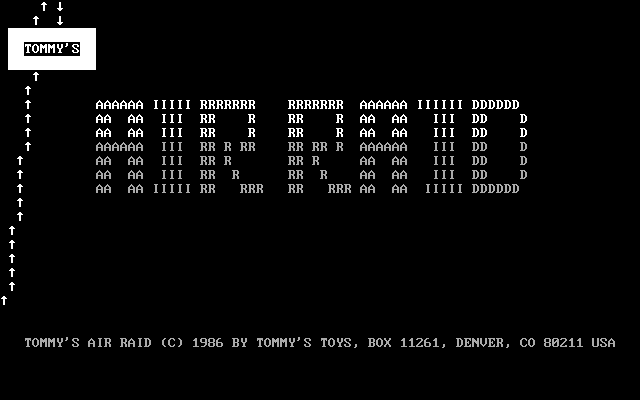 TOMMY'S
AAAAAA IIIII RRRRRRR RRRRRRR AAAAAA IIIIII DDDDDD
AA AA III RR R RR R AA AA III DD D
AA AA III RR R RR R AA AA III DD D
AAAAAA III RR R RR RR RR R AAAAAA III DD D
AA AA III RR R RR R AA AA III DD D
AA AA III RR R RR R AA AA III DD D
AA AA IIIII RR RRR RR RRR AA AA IIIII DDDDDD
TOMMY'S AIR RAID (C) 1986 BY TOMMY'S TOYS, BOX 11261, DENVER, CO 80211 USA